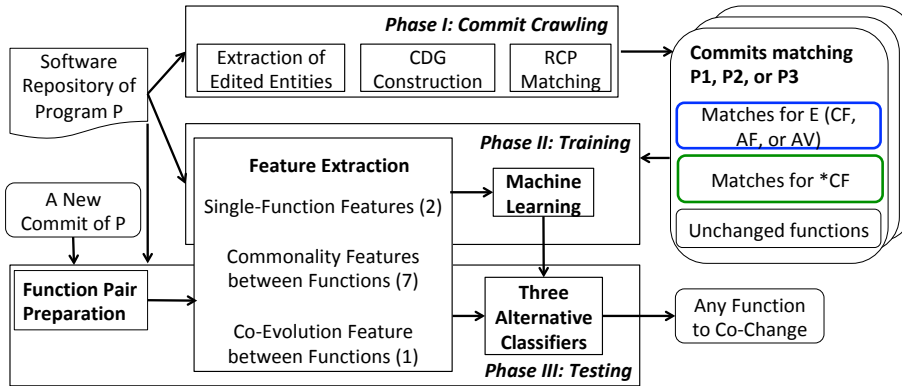 Phase I: Commit Crawling
Software
Repository of
Program P
Extraction of
Edited Entities
CDG
Construction
RCP
Matching
Commits matching
P1, P2, or P3
Matches for E (CF,
AF, or AV)
Matches for *CF
Unchanged functions
Phase II: Training
Feature Extraction
Single-Function Features (2)
Commonality Features
between Functions (7)
Co-Evolution Feature
between Functions (1)
Machine
Learning
A New
Commit of P
Function Pair
Preparation
Three
Alternative
Classifiers
Any Function
to Co-Change
Phase III: Testing